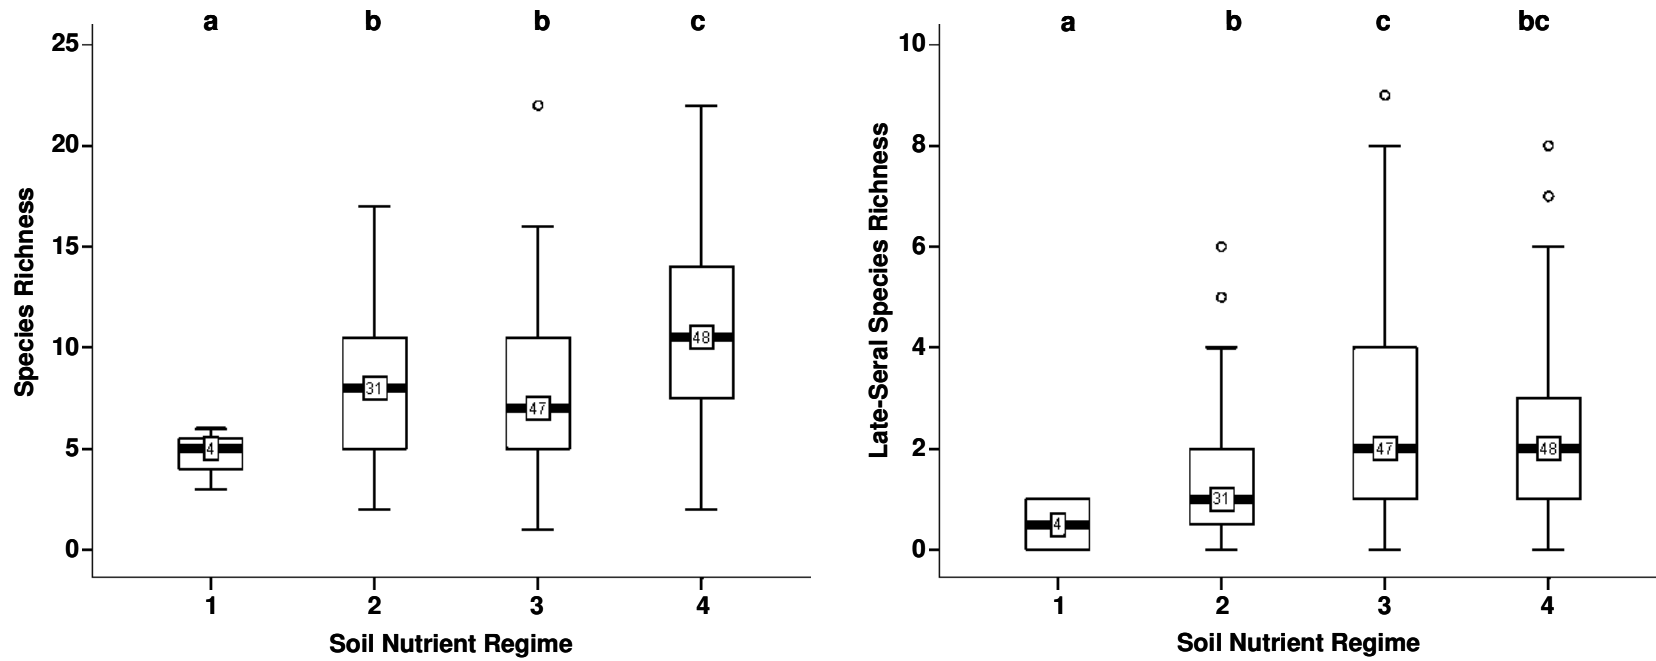 a b b c
25
20
15
10
5
0
Species Richness
31
48
47
4
1 2 3 4
Soil Nutrient Regime
a b c bc
10
8
6
4
2
0
Late-Seral Species Richness
47
48
31
4
1 2 3 4
Soil Nutrient Regime